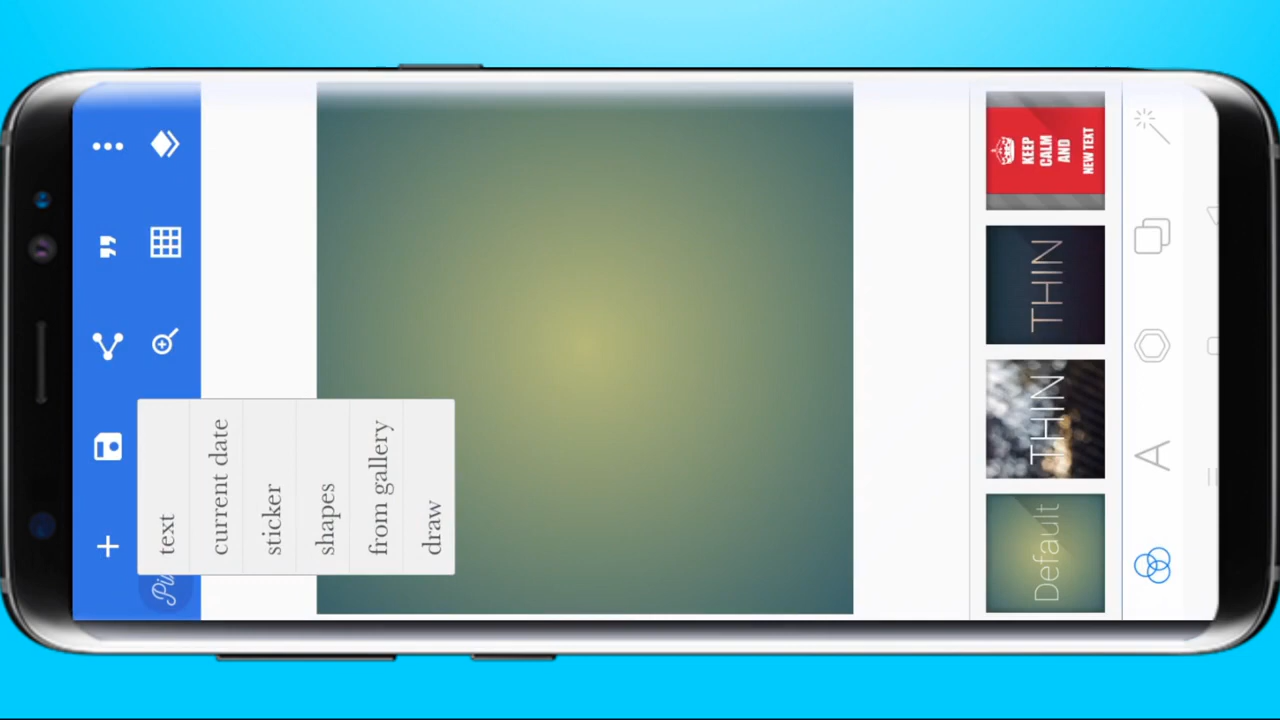 text
current date
sticker
shapes
from gallery
draw
Default
THIN
THIN
KEEP
CALM
AND
NEW TEXT